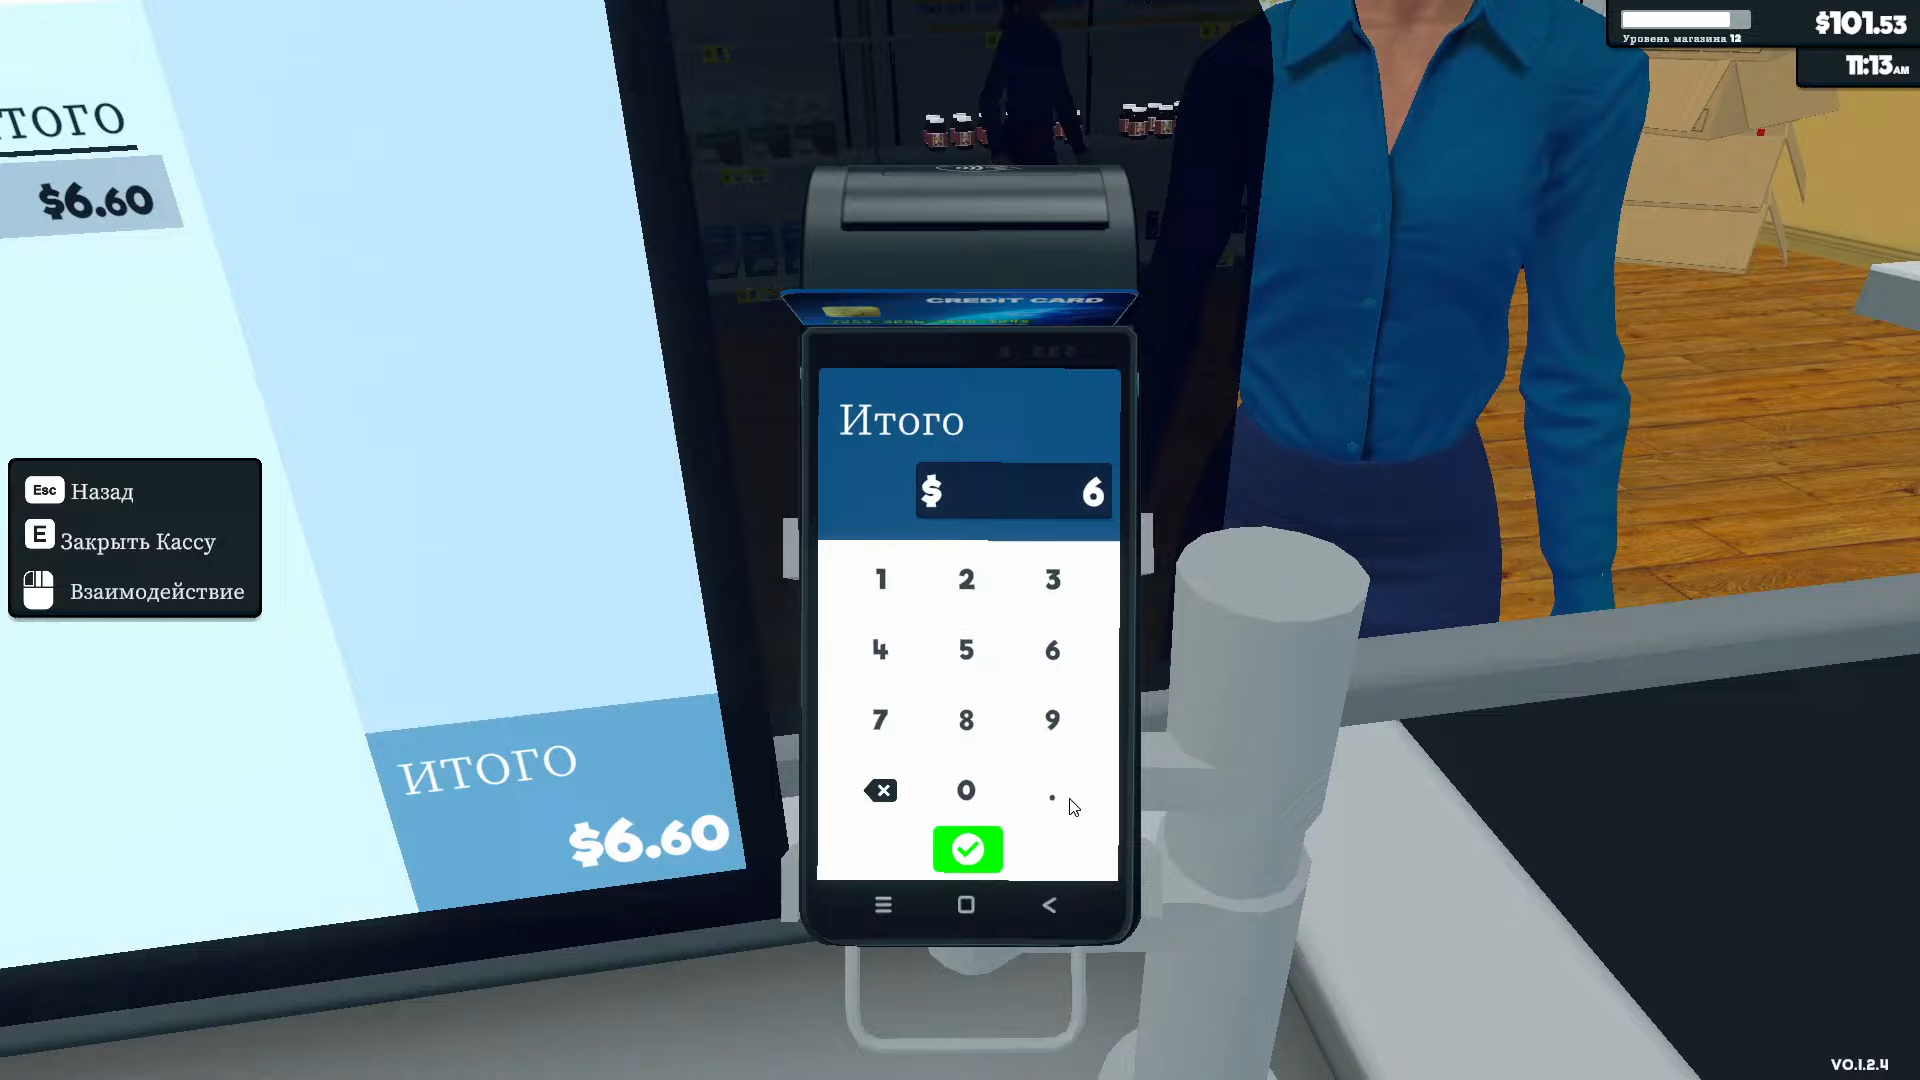 $101.53
Уровень магазина 12
11:13AM
ИТОГО
$6.60
CREDIT CARD
Итого
$ 6
Esc Назад
E Закрыть Кассу
Взаимодействие
1 2 3
4 5 6
7 8 9
0 .
ИТОГО
$6.60
V0.1.2.4